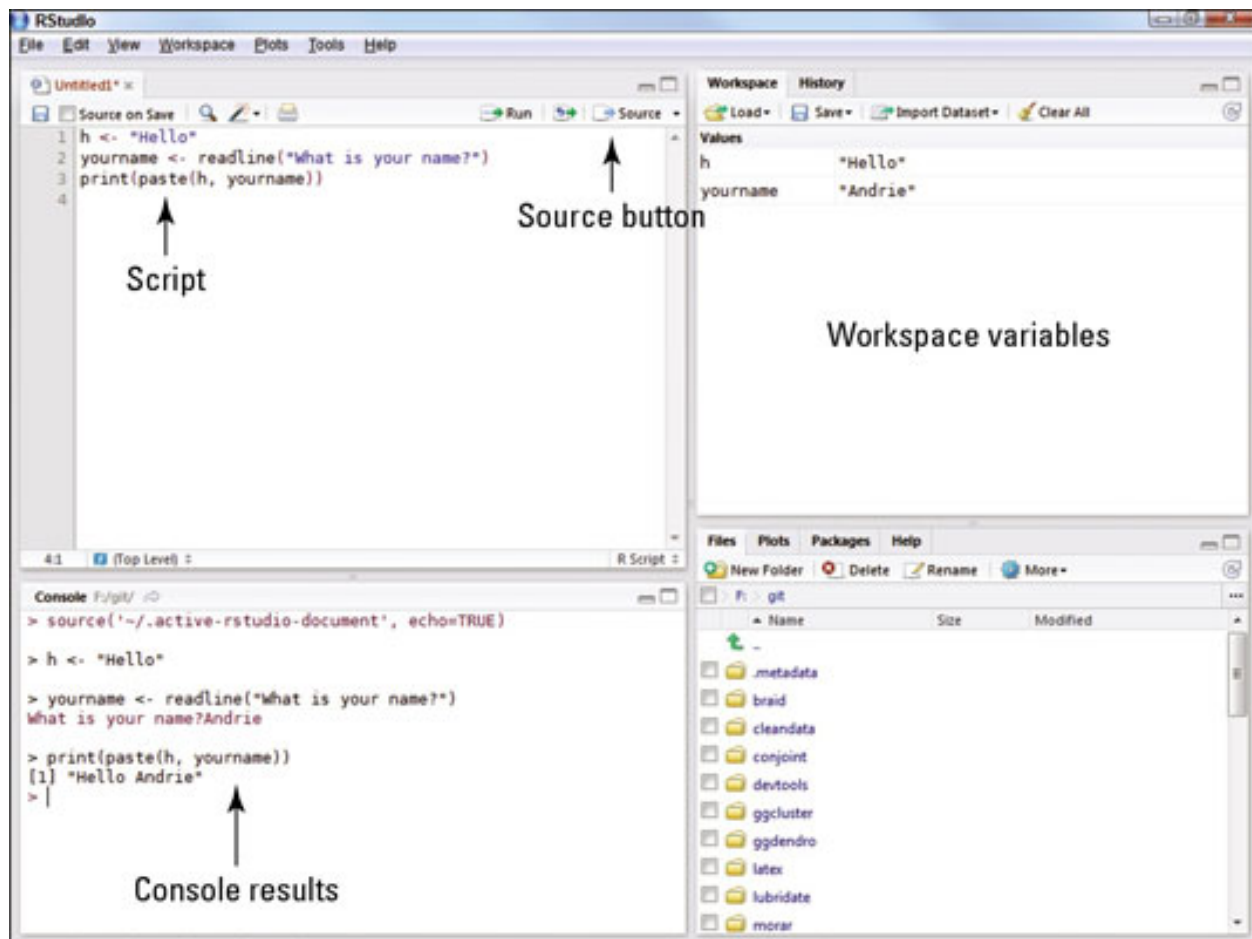 RStudio
File Edit View Workspace Plots Tools Help
Untitled1* ×
Source on Save Run Source
1 h <- "Hello"
2 yourname <- readline("What is your name?")
3 print(paste(h, yourname))
4
Source button
Script
4:1 (Top Level) R Script
Console F:/git/
> source('~/.active-rstudio-document', echo=TRUE)
> h <- "Hello"
> yourname <- readline("What is your name?")
What is your name?Andrie
> print(paste(h, yourname))
[1] "Hello Andrie"
>
Console results
Workspace History
Load Save Import Dataset Clear All
Values
h "Hello"
yourname "Andrie"
Workspace variables
Files Plots Packages Help
New Folder Delete Rename More
F: git ...
Name Size Modified
..
.metadata
braid
cleandata
conjoint
devtools
ggcluster
ggdendro
latex
lubridate
morar